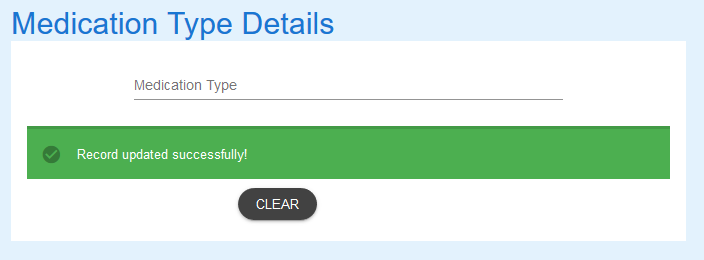 Medication Type Details
Medication Type
Record updated successfully!
CLEAR